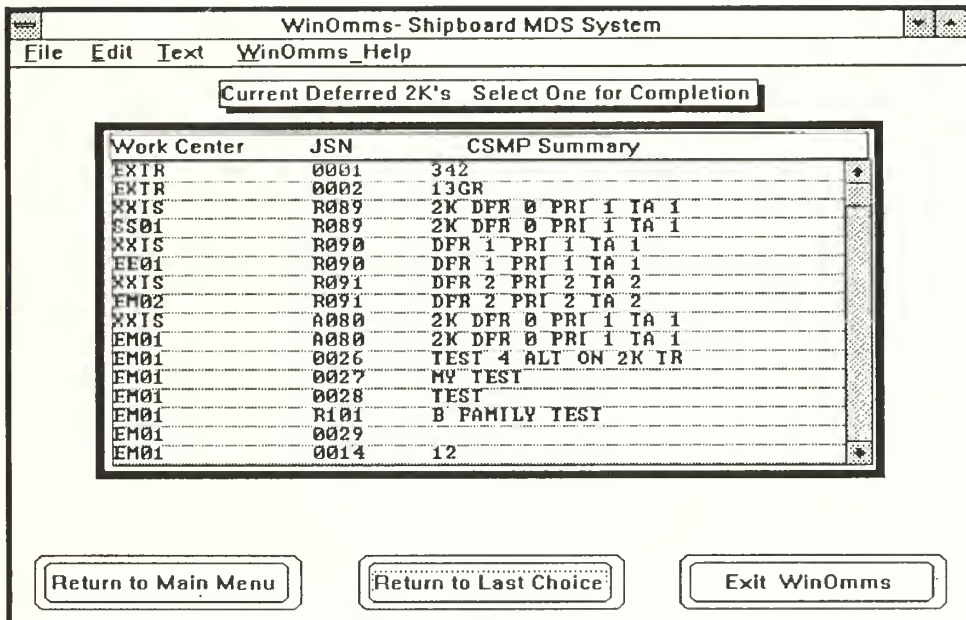 WinOmms- Shipboard MDS System
File Edit Text WinOmms_Help
Current Deferred 2K's Select One for Completion
Work Center JSN CSMP Summary
EXTR 0001 342
EXTR 0002 13GR
XXIS R089 2K DFR 0 PRI 1 TA 1
SS01 R089 2K DFR 0 PRI 1 TA 1
XXIS R090 DFR 1 PRI 1 TA 1
EE01 R090 DFR 1 PRI 1 TA 1
XXIS R091 DFR 2 PRI 2 TA 2
EM02 R091 DFR 2 PRI 2 TA 2
XXIS A080 2K DFR 0 PRI 1 TA 1
EM01 A080 2K DFR 0 PRI 1 TA 1
EM01 0026 TEST 4 ALT ON 2K TR
EM01 0027 MY TEST
EM01 0028 TEST
EM01 R101 B FAMILY TEST
EM01 0029
EM01 0014 12
Return to Main Menu Return to Last Choice Exit WinOmms